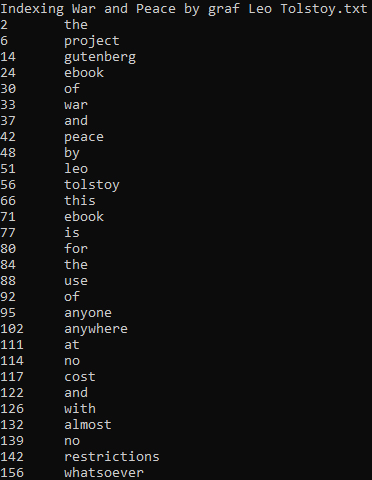 Indexing War and Peace by graf Leo Tolstoy.txt
2 the
6 project
14 gutenberg
24 ebook
30 of
33 war
37 and
42 peace
48 by
51 leo
56 tolstoy
66 this
71 ebook
77 is
80 for
84 the
88 use
92 of
95 anyone
102 anywhere
111 at
114 no
117 cost
122 and
126 with
132 almost
139 no
142 restrictions
156 whatsoever